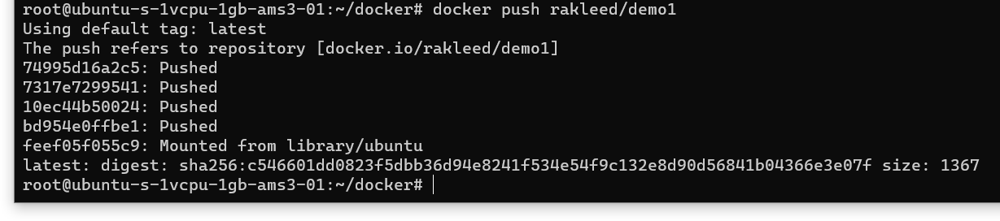 root@ubuntu-s-1vcpu-1gb-ams3-01:~/docker# docker push rakleed/demo1
Using default tag: latest
The push refers to repository [docker.io/rakleed/demo1]
74995d16a2c5: Pushed
7317e7299541: Pushed
10ec44b50024: Pushed
bd954e0ffbe1: Pushed
feef05f055c9: Mounted from library/ubuntu
latest: digest: sha256:c546601dd0823f5dbb36d94e8241f534e54f9c132e8d90d56841b04366e3e07f size: 1367
root@ubuntu-s-1vcpu-1gb-ams3-01:~/docker#